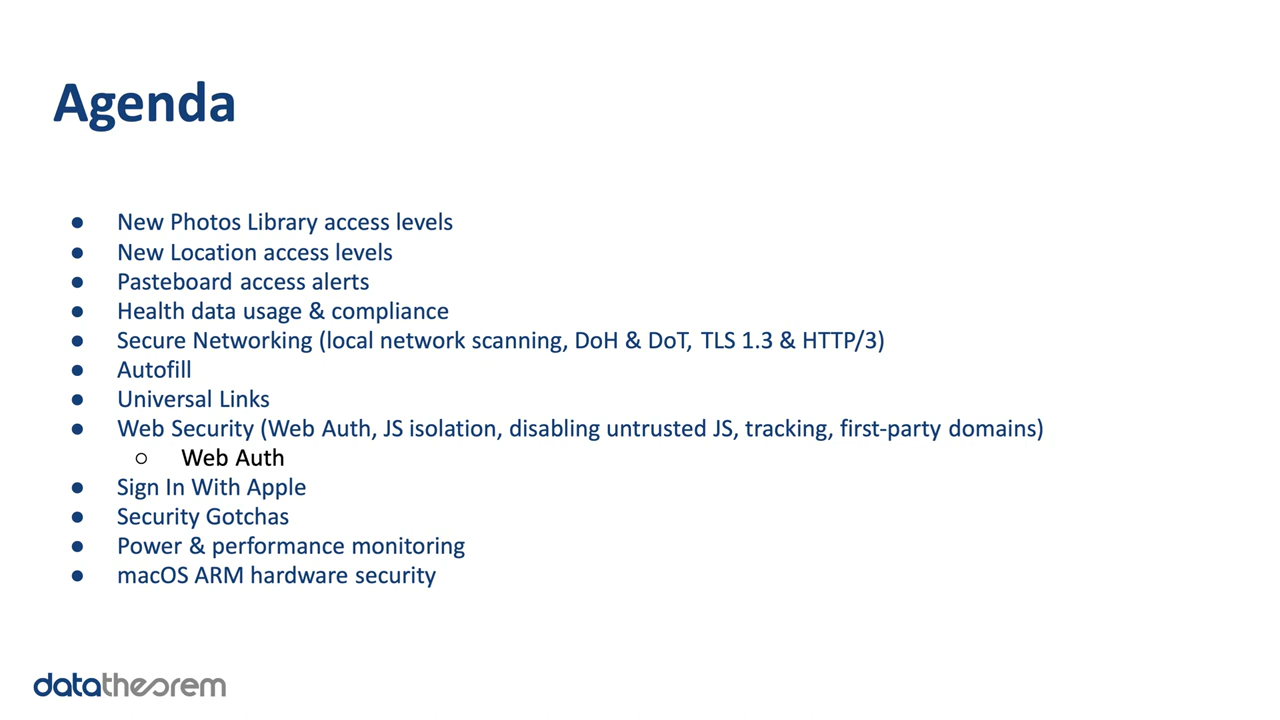 Agenda
● New Photos Library access levels
● New Location access levels
● Pasteboard access alerts
● Health data usage & compliance
● Secure Networking (local network scanning, DoH & DoT, TLS 1.3 & HTTP/3)
● Autofill
● Universal Links
● Web Security (Web Auth, JS isolation, disabling untrusted JS, tracking, first-party domains)
○ Web Auth
● Sign In With Apple
● Security Gotchas
● Power & performance monitoring
● macOS ARM hardware security
datatheorem